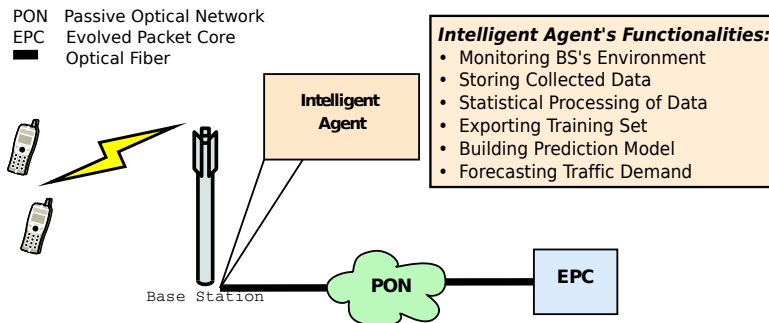 PON Passive Optical Network
EPC Evolved Packet Core
Optical Fiber
Intelligent Agent's Functionalities:
• Monitoring BS's Environment
• Storing Collected Data
• Statistical Processing of Data
• Exporting Training Set
• Building Prediction Model
• Forecasting Traffic Demand
Intelligent
Agent
Base Station
PON
EPC